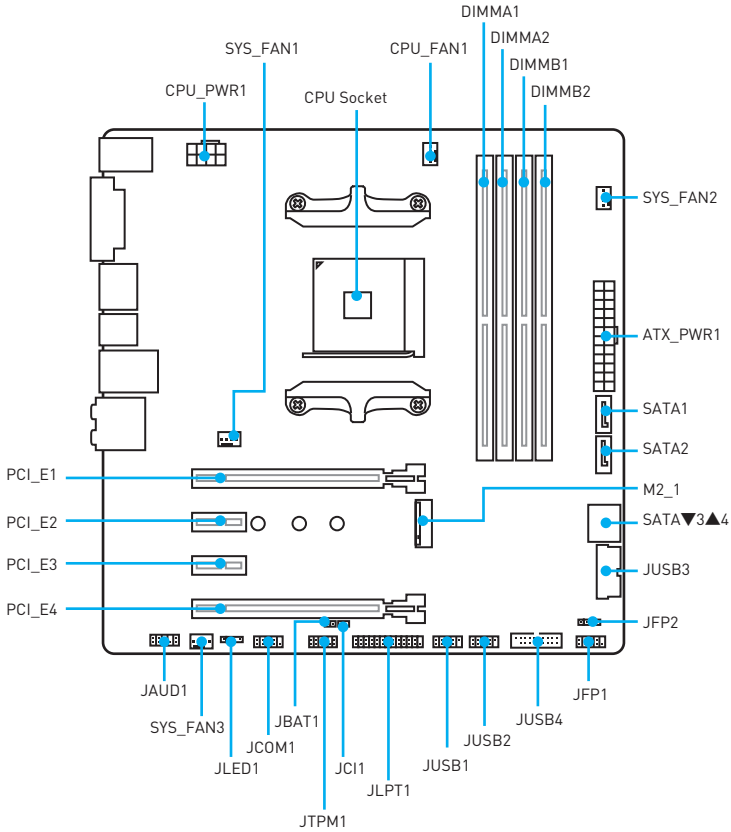 DIMMA1
DIMMA2
SYS_FAN1
CPU_FAN1
DIMMB1
CPU_PWR1
CPU Socket
DIMMB2
SYS_FAN2
ATX_PWR1
SATA1
SATA2
PCI_E1
M2_1
PCI_E2
SATA▼3▲4
PCI_E3
JUSB3
PCI_E4
JFP2
JAUD1
JFP1
SYS_FAN3
JBAT1
JUSB4
JCOM1
JUSB2
JLED1
JCI1
JUSB1
JLPT1
JTPM1